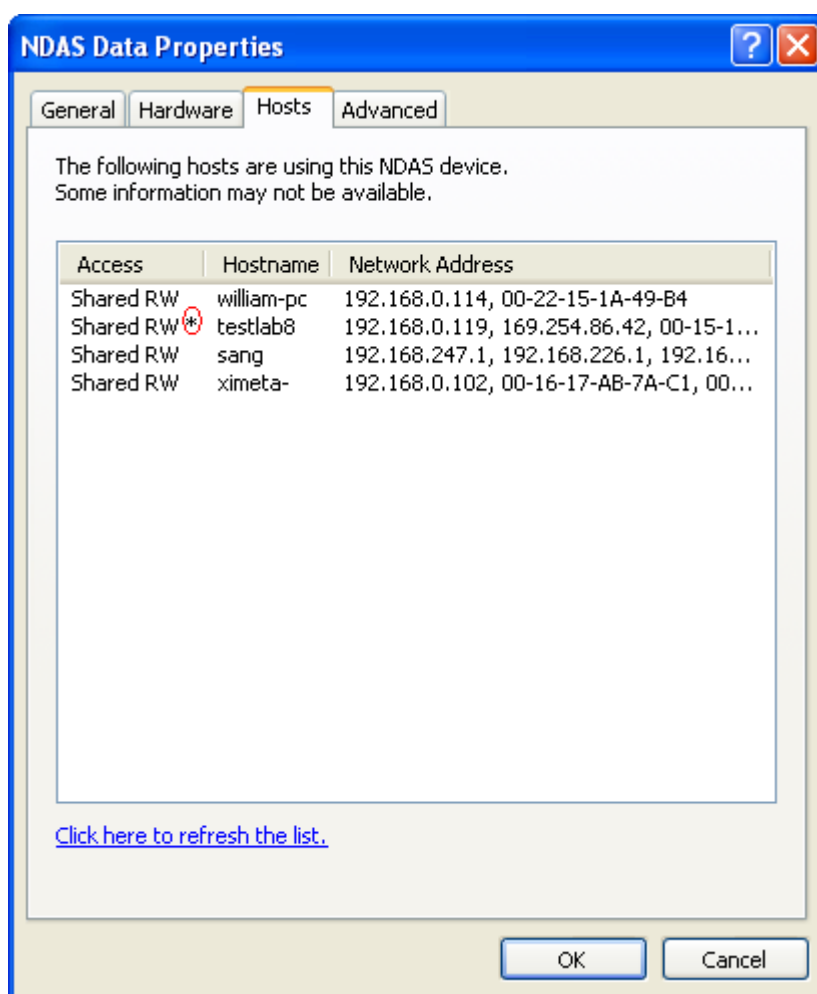 NDAS Data Properties
General Hardware Hosts Advanced
The following hosts are using this NDAS device.
Some information may not be available.
Access Hostname Network Address
Shared RW william-pc 192.168.0.114, 00-22-15-1A-49-B4
Shared RW * testlab8 192.168.0.119, 169.254.86.42, 00-15-1...
Shared RW sang 192.168.247.1, 192.168.226.1, 192.16...
Shared RW ximeta- 192.168.0.102, 00-16-17-AB-7A-C1, 00...
Click here to refresh the list.
OK Cancel